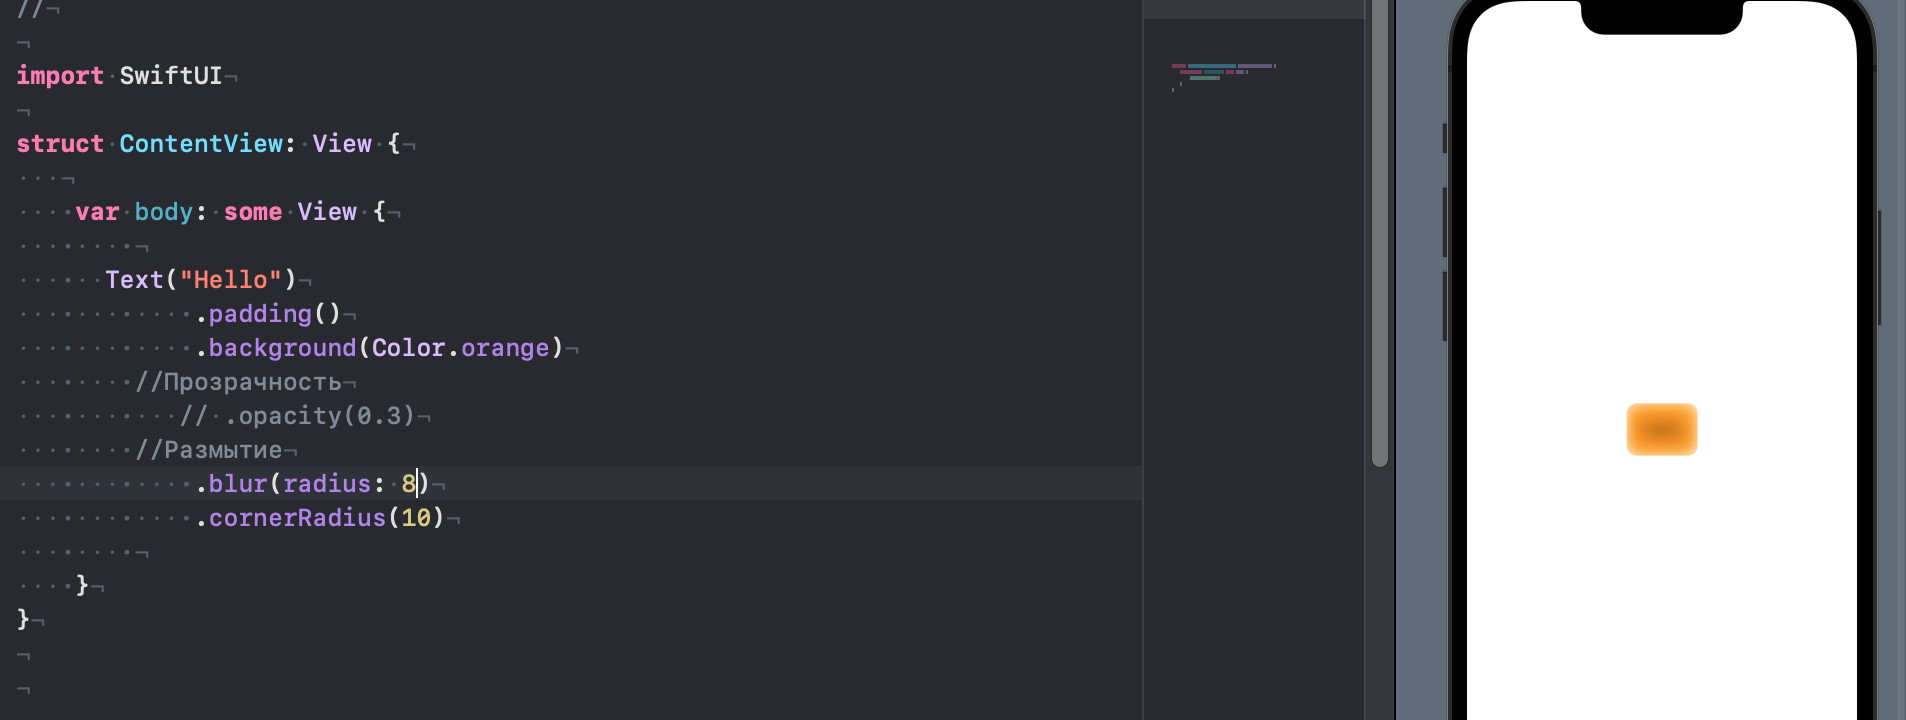 //
import SwiftUI
struct ContentView: View {
var body: some View {
Text("Hello")
.padding()
.background(Color.orange)
//Прозрачность
// .opacity(0.3)
//Размытие
.blur(radius: 8)
.cornerRadius(10)
}
}